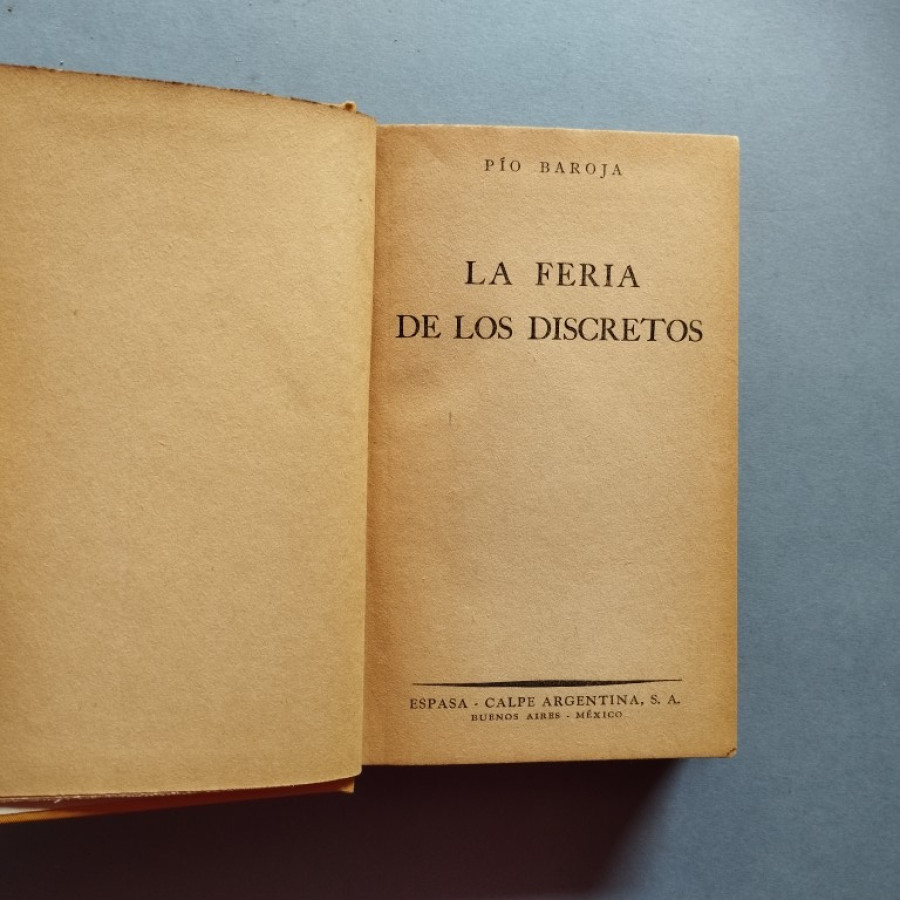 PÍO BAROJA
LA FERIA
DE LOS DISCRETOS
ESPASA - CALPE ARGENTINA, S. A.
BUENOS AIRES - MÉXICO